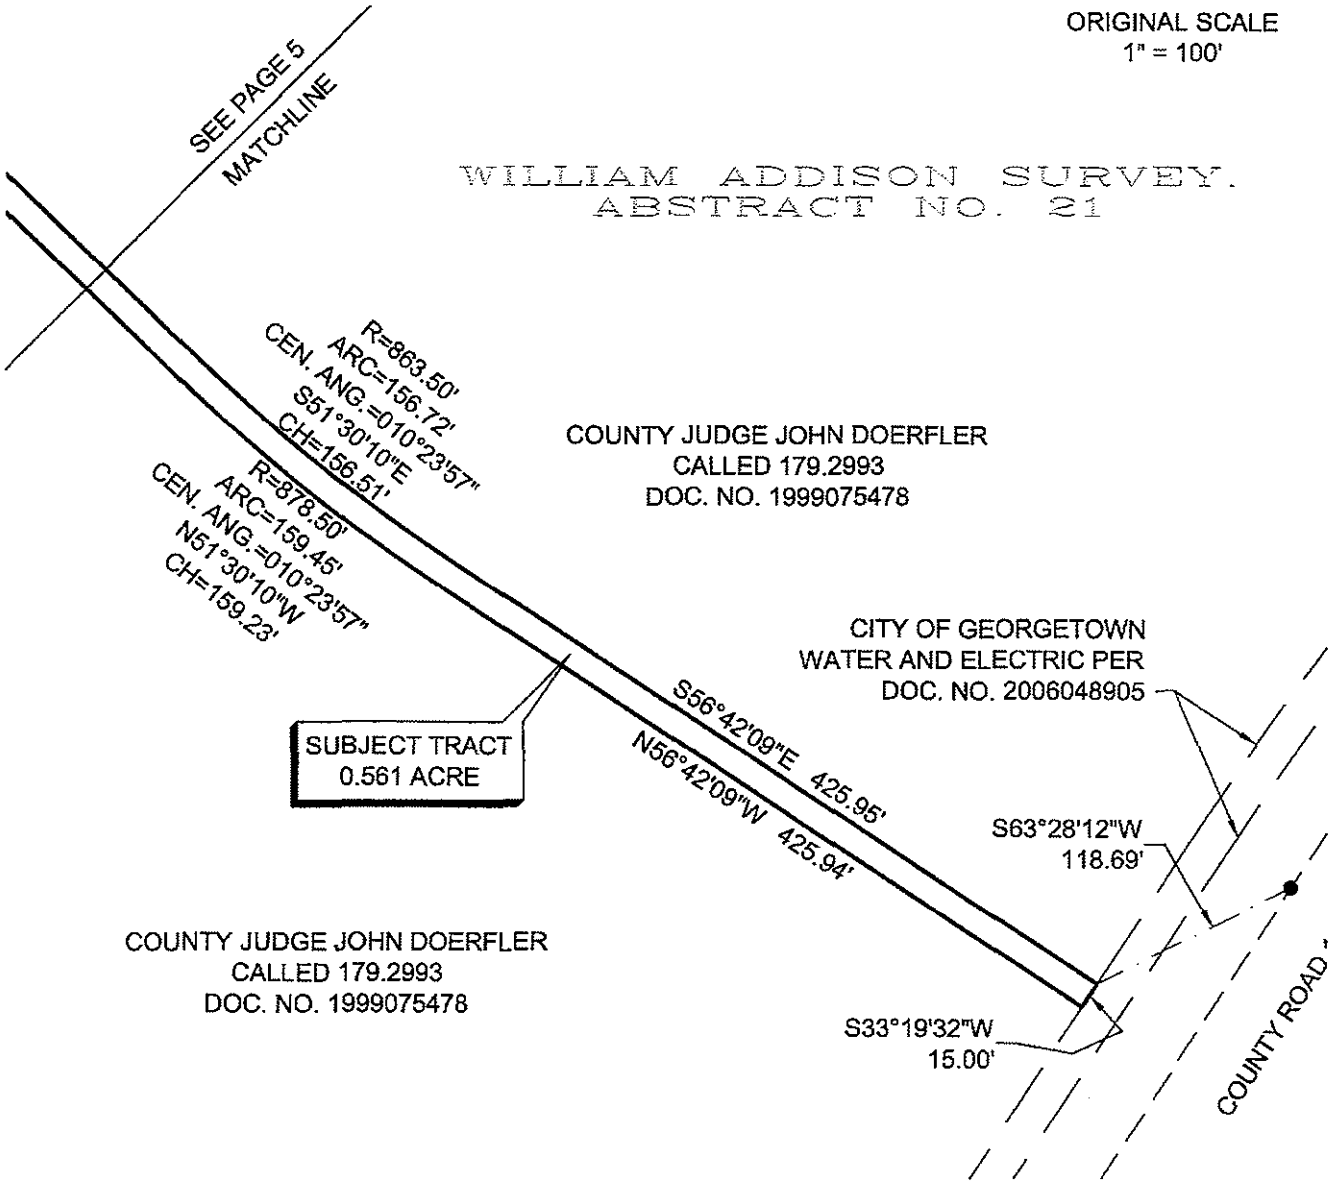 ORIGINAL SCALE
1" = 100'
SEE PAGE 5
MATCHLINE
WILLIAM ADDISON SURVEY.
ABSTRACT NO. 21
R=863.50'
ARC=156.72'
CEN. ANG.=010°23'57"
S51°30'10"E
CH=156.51'
R=878.50'
ARC=159.45'
CEN. ANG.=010°23'57"
N51°30'10"W
CH=159.23'
COUNTY JUDGE JOHN DOERFLER
CALLED 179.2993
DOC. NO. 1999075478
CITY OF GEORGETOWN
WATER AND ELECTRIC PER
DOC. NO. 2006048905
SUBJECT TRACT
0.561 ACRE
S56°42'09"E 425.95'
N56°42'09"W 425.94'
S63°28'12"W
118.69'
COUNTY JUDGE JOHN DOERFLER
CALLED 179.2993
DOC. NO. 1999075478
S33°19'32"W
15.00'
COUNTY ROAD